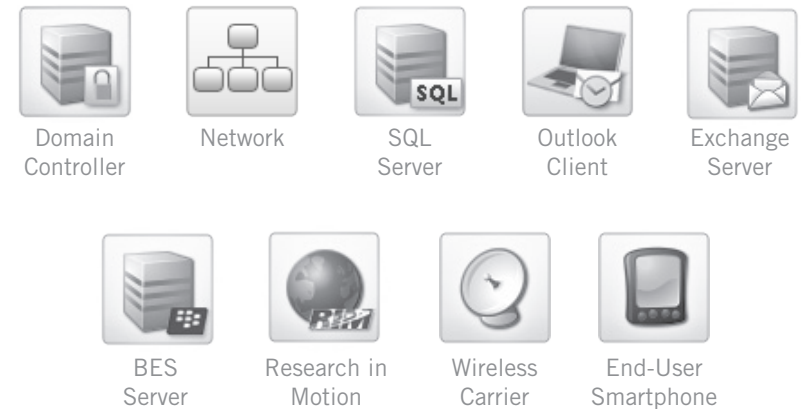 SQL
Domain
Controller
Network
SQL
Server
Outlook
Client
Exchange
Server
RIM
BES
Server
Research in
Motion
Wireless
Carrier
End-User
Smartphone